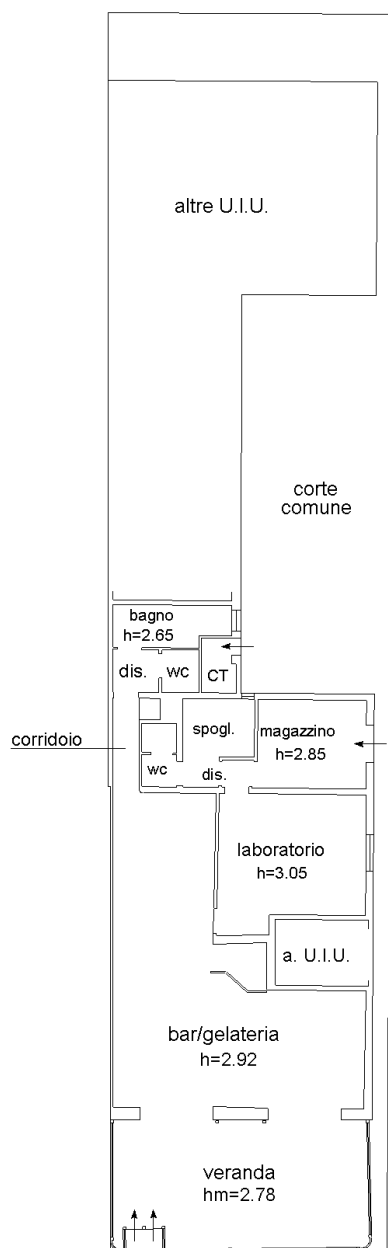 altre U.I.U.
corte
comune
bagno
h=2.65
dis.
wc
CT
spogl.
magazzino
h=2.85
corridoio
wc
dis.
laboratorio
h=3.05
a. U.I.U.
bar/gelateria
h=2.92
veranda
hm=2.78